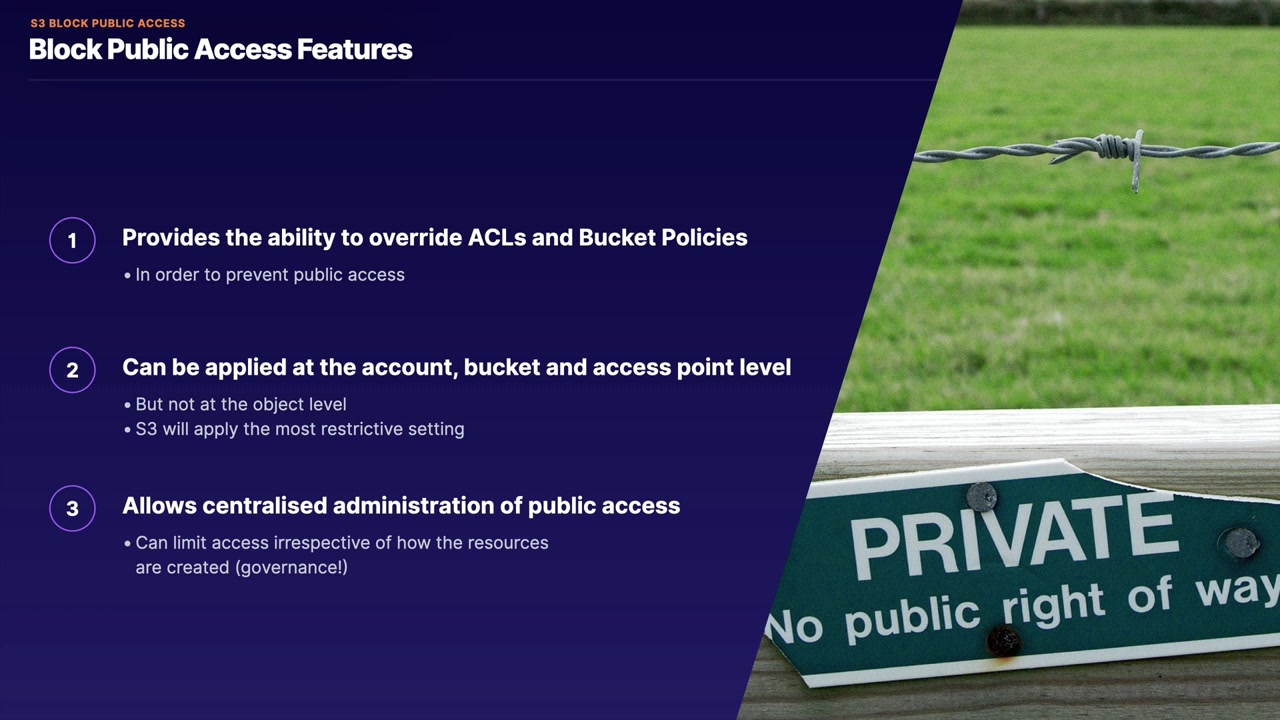 S3 BLOCK PUBLIC ACCESS
Block Public Access Features
1
Provides the ability to override ACLs and Bucket Policies
• In order to prevent public access
2
Can be applied at the account, bucket and access point level
• But not at the object level
• S3 will apply the most restrictive setting
3
Allows centralised administration of public access
• Can limit access irrespective of how the resources
are created (governance!)
PRIVATE
No public right of way